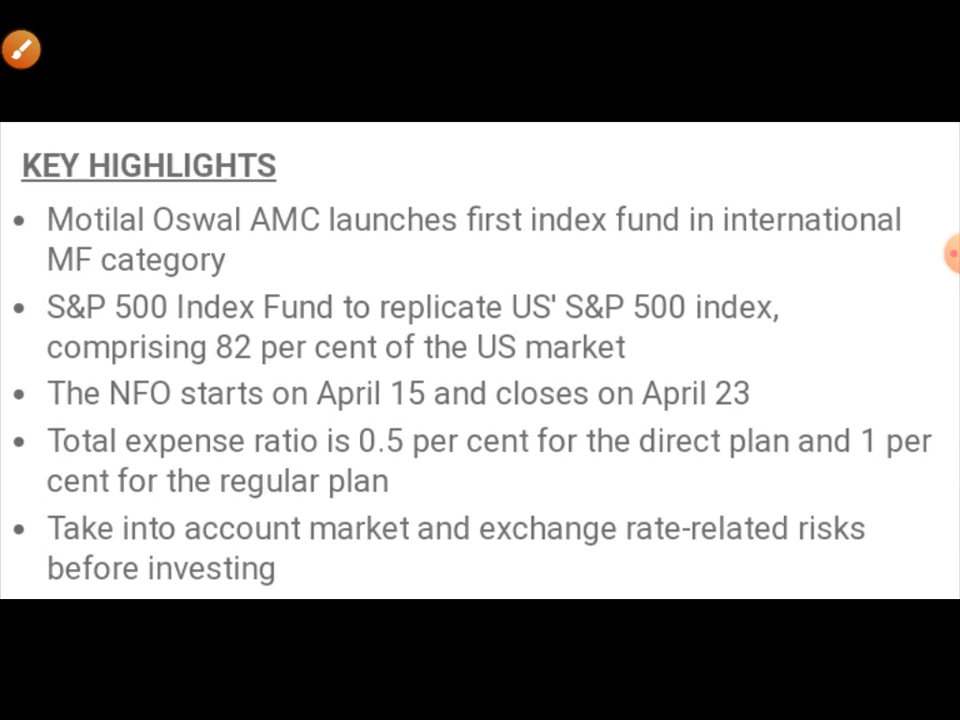 KEY HIGHLIGHTS
• Motilal Oswal AMC launches first index fund in international
MF category
• S&P 500 Index Fund to replicate US' S&P 500 index,
comprising 82 per cent of the US market
• The NFO starts on April 15 and closes on April 23
• Total expense ratio is 0.5 per cent for the direct plan and 1 per
cent for the regular plan
• Take into account market and exchange rate-related risks
before investing